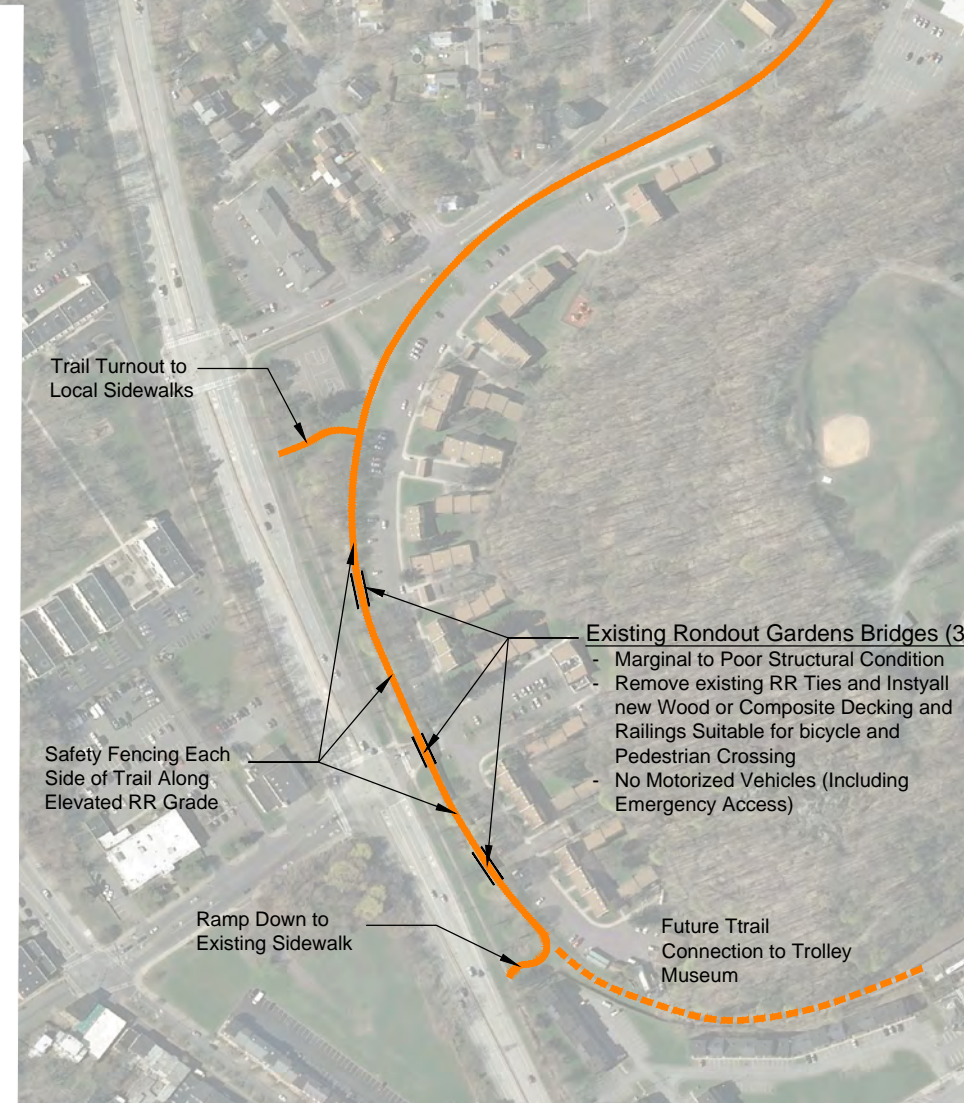 Trail Turnout to
Local Sidewalks
Existing Rondout Gardens Bridges (3
- Marginal to Poor Structural Condition
- Remove existing RR Ties and Instyall
new Wood or Composite Decking and
Railings Suitable for bicycle and
Pedestrian Crossing
- No Motorized Vehicles (Including
Emergency Access)
Safety Fencing Each
Side of Trail Along
Elevated RR Grade
Ramp Down to
Existing Sidewalk
Future Ttrail
Connection to Trolley
Museum